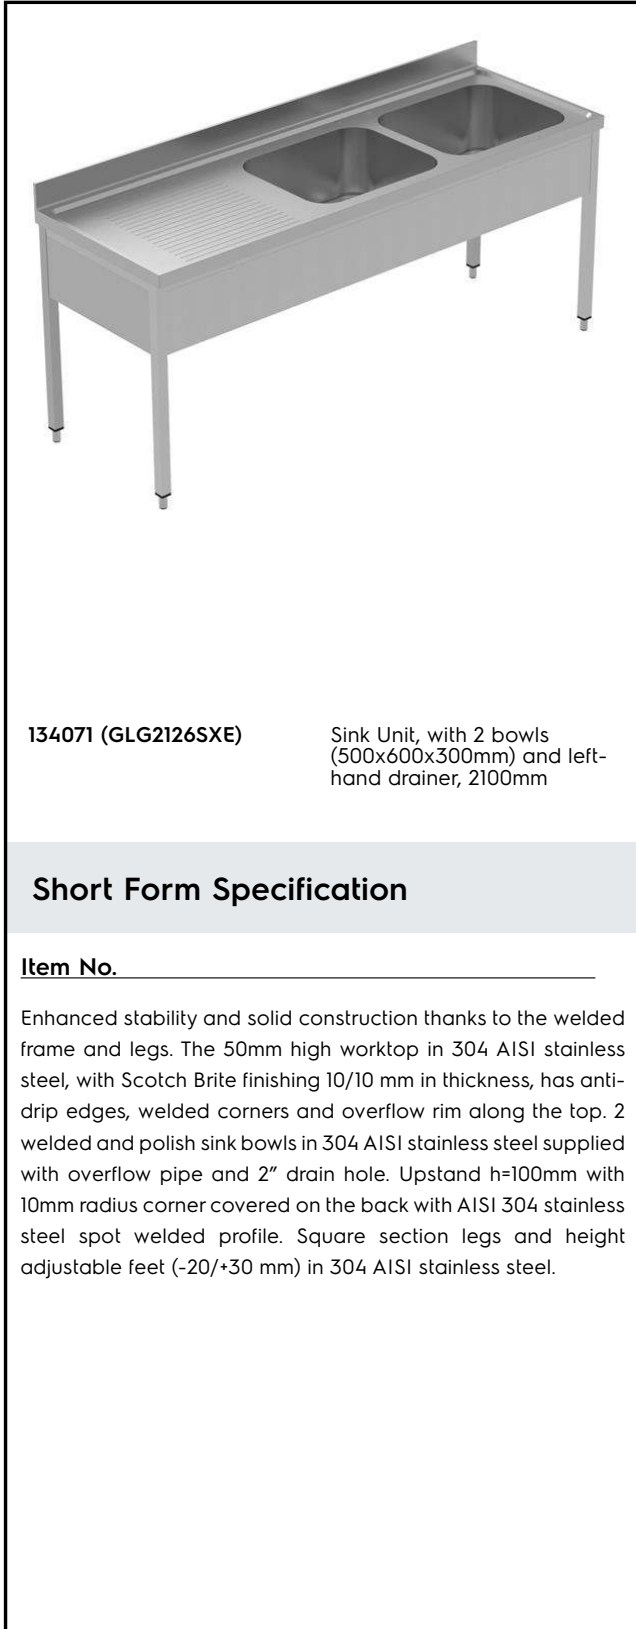 134071 (GLG2126SXE)
Sink Unit, with 2 bowls
(500x600x300mm) and left-
hand drainer, 2100mm
Short Form Specification
Item No.
Enhanced stability and solid construction thanks to the welded
frame and legs. The 50mm high worktop in 304 AISI stainless
steel, with Scotch Brite finishing 10/10 mm in thickness, has anti-
drip edges, welded corners and overflow rim along the top. 2
welded and polish sink bowls in 304 AISI stainless steel supplied
with overflow pipe and 2” drain hole. Upstand h=100mm with
10mm radius corner covered on the back with AISI 304 stainless
steel spot welded profile. Square section legs and height
adjustable feet (-20/+30 mm) in 304 AISI stainless steel.